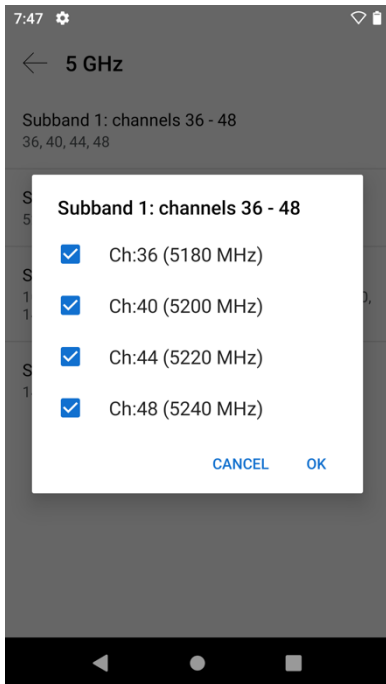 7:47
5 GHz
Subband 1: channels 36 - 48
36, 40, 44, 48
Subband 1: channels 36 - 48
Ch:36 (5180 MHz)
Ch:40 (5200 MHz)
Ch:44 (5220 MHz)
Ch:48 (5240 MHz)
CANCEL OK